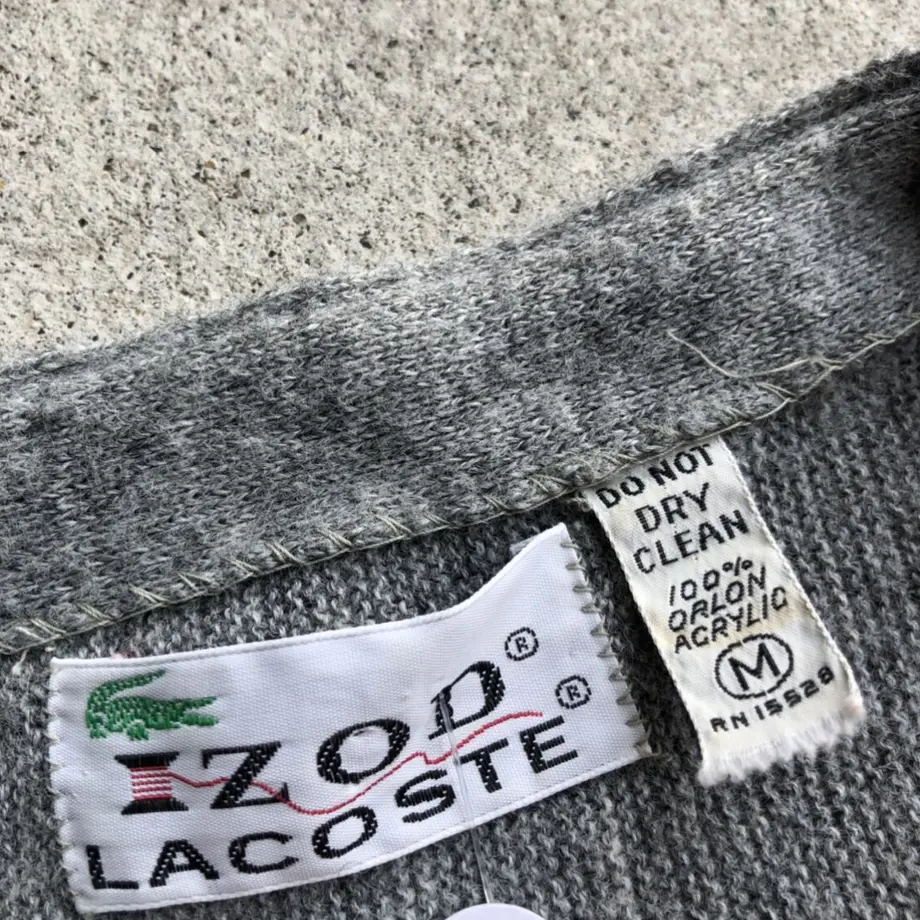 IZOD®
LACOSTE®
DO NOT
DRY
CLEAN
100%
ORLON
ACRYLIC
M
RN 15528